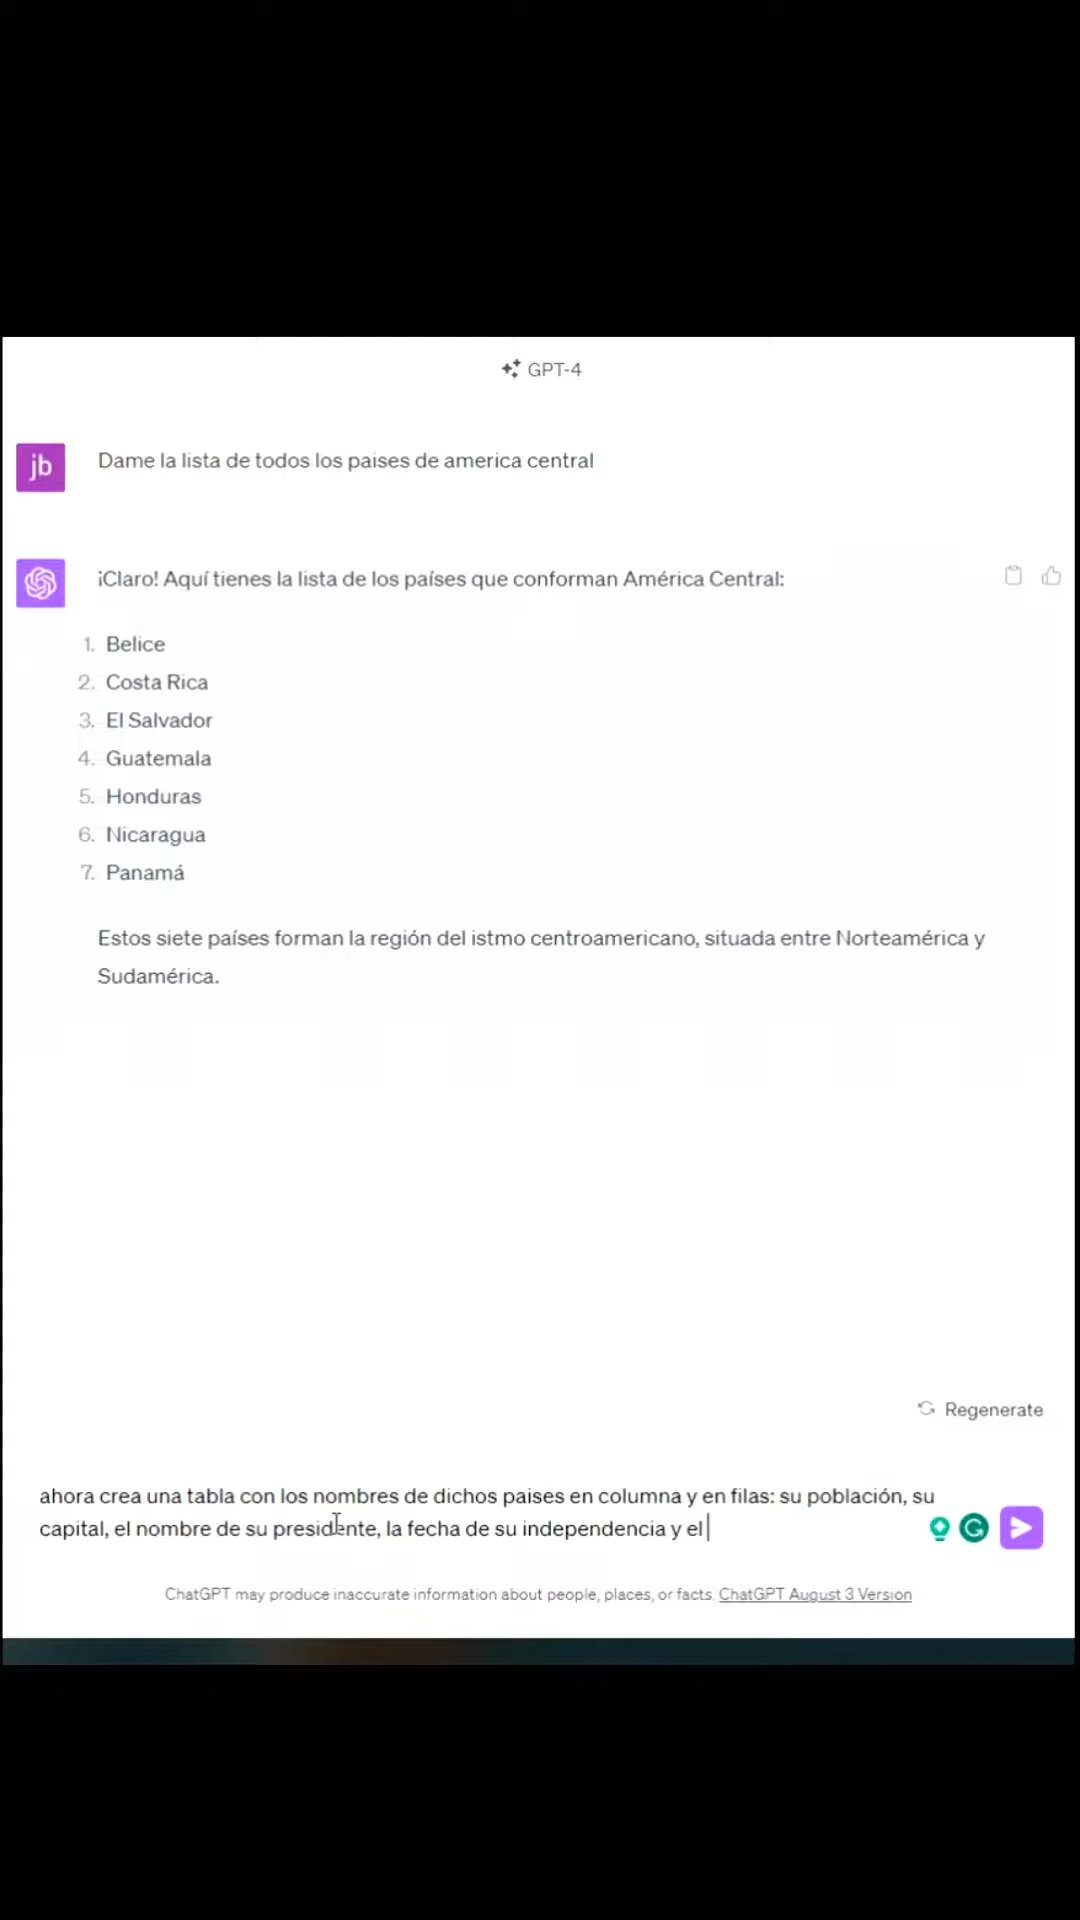 GPT-4
jb
Dame la lista de todos los paises de america central
¡Claro! Aquí tienes la lista de los países que conforman América Central:
1. Belice
2. Costa Rica
3. El Salvador
4. Guatemala
5. Honduras
6. Nicaragua
7. Panamá
Estos siete países forman la región del istmo centroamericano, situada entre Norteamérica y
Sudamérica.
Regenerate
ahora crea una tabla con los nombres de dichos paises en columna y en filas: su población, su
capital, el nombre de su presidente, la fecha de su independencia y el
ChatGPT may produce inaccurate information about people, places, or facts. ChatGPT August 3 Version